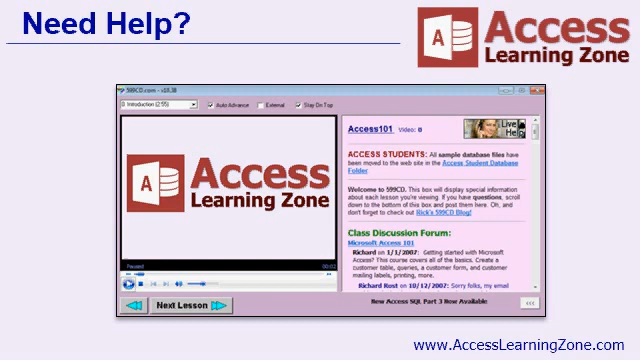 Need Help?
Access
Learning Zone
599CD.com - v10.38
0. Introduction (2:55)
Auto Advance
External
Stay On Top
Access101 Video: 0
Live
Help
ACCESS STUDENTS: All sample database files have
been moved to the web site in the Access Student Database
Folder
Welcome to 599CD. This box will display special information
about each lesson you're viewing. If you have questions, scroll
down to the bottom of this box and post them here. Oh, and
don't forget to check out Rick's 599CD Blog!
Class Discussion Forum:
Microsoft Access 101
Richard on 1/1/2007: Getting started with Microsoft
Access? This course covers all of the basics. Create a
customer table, queries, a customer form, and customer
mailing labels, printing, more.
Richard Rost on 10/12/2007: Sorry folks, my email
Access
Learning Zone
Paused
Next Lesson
New Access SQL Part 3 Now Available
<<<
www.AccessLearningZone.com